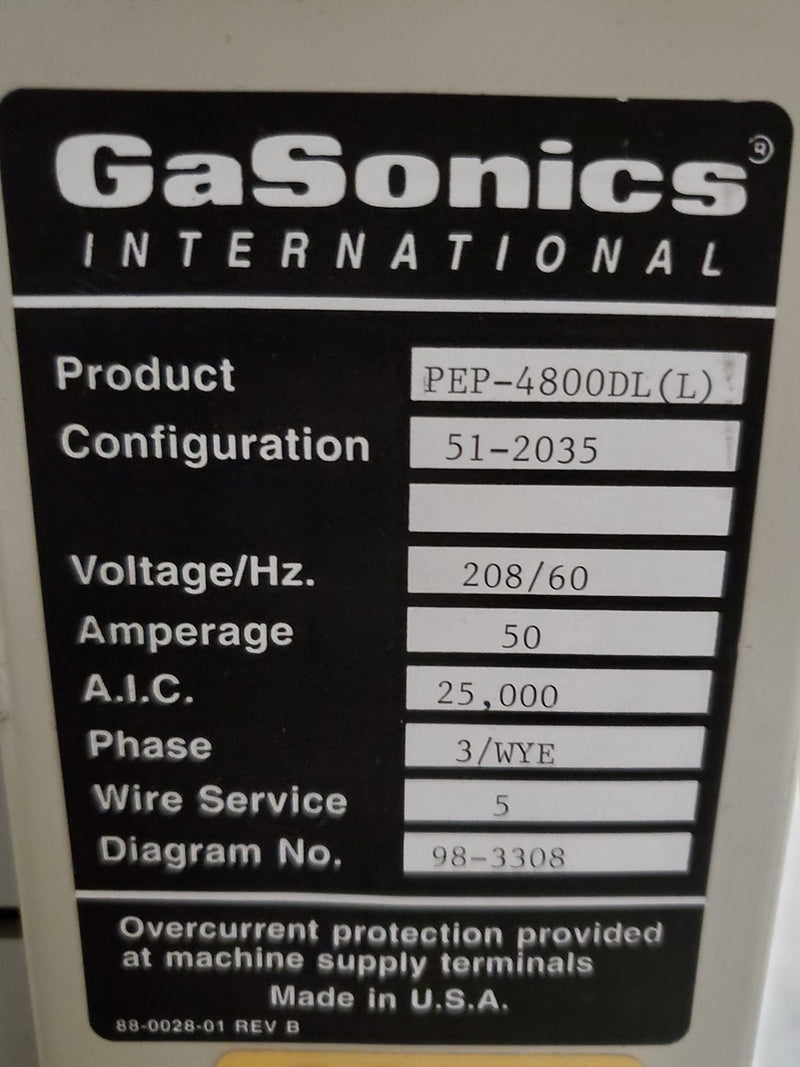 GaSonics®
INTERNATIONAL
Product PEP-4800DL(L)
Configuration 51-2035
Voltage/Hz. 208/60
Amperage 50
A.I.C. 25,000
Phase 3/WYE
Wire Service 5
Diagram No. 98-3308
Overcurrent protection provided
at machine supply terminals
Made in U.S.A.
88-0028-01 REV B